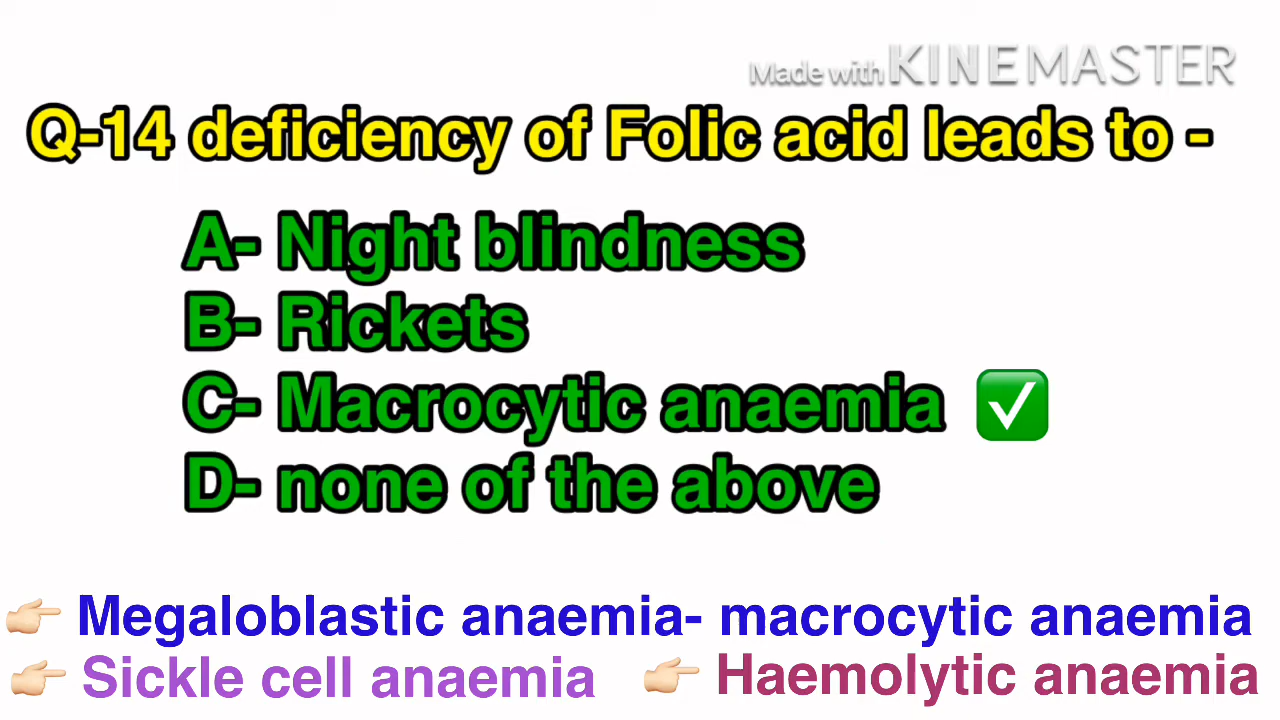 Made with KINEMASTER
Q-14 deficiency of Folic acid leads to -
A- Night blindness
B- Rickets
C- Macrocytic anaemia ✅
D- none of the above
👉🏻 Megaloblastic anaemia- macrocytic anaemia
👉🏻 Sickle cell anaemia 👉🏻 Haemolytic anaemia